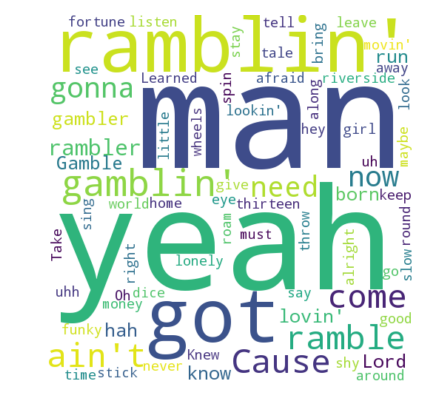 fortune listen stay tell bring leave movin'
ramblin'
tale run
see Learned spin afraid riverside away
gonna man look
lookin'
gambler little wheels along hey girl maybe
rambler
Gamble uh
gamblin' give need now
eye born keep
world home thirteen
yeah
sing roam throw
Take must round
right lonely alright slow
go
uhh Oh dice say come
money got good
funky hah lovin' ramble
ain't Knew Cause shy Lord
never
time stick know around